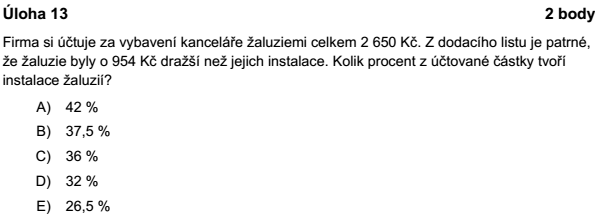 Úloha 13 2 body
Firma si účtuje za vybavení kanceláře žaluziemi celkem 2 650 Kč. Z dodacího listu je patrné,
že žaluzie byly o 954 Kč dražší než jejich instalace. Kolik procent z účtované částky tvoří
instalace žaluzií?
A) 42 %
B) 37,5 %
C) 36 %
D) 32 %
E) 26,5 %